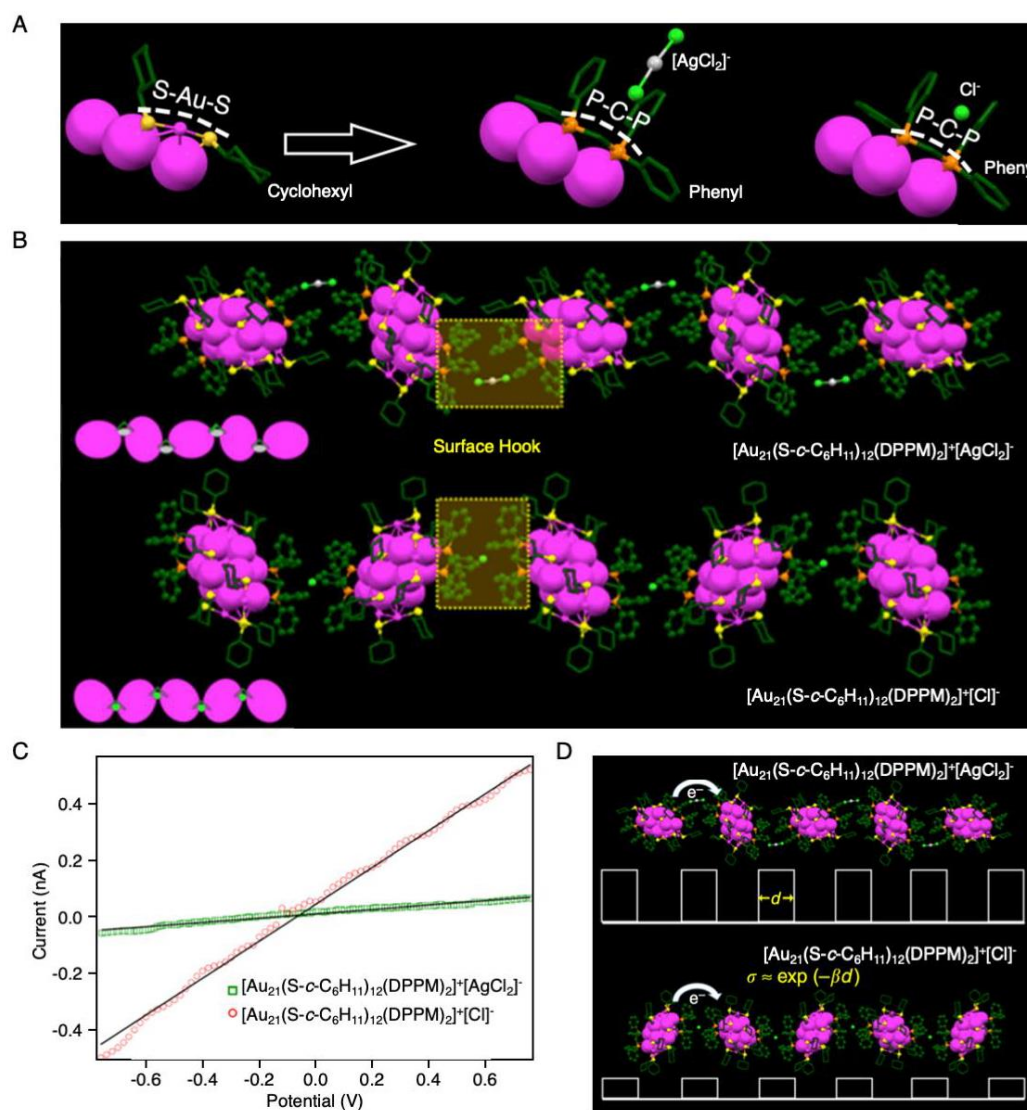 A
S-Au-S
Cyclohexyl
[AgCl₂]⁻
P-C-P
Phenyl
Cl⁻
P-C-P
Pheny
B
Surface Hook
[Au₂₁(S-c-C₆H₁₁)₁₂(DPPM)₂]⁺[AgCl₂]⁻
[Au₂₁(S-c-C₆H₁₁)₁₂(DPPM)₂]⁺[Cl]⁻
C
Current (nA)
0.4
0.2
0.0
-0.2
-0.4
[Au₂₁(S-c-C₆H₁₁)₁₂(DPPM)₂]⁺[AgCl₂]⁻
[Au₂₁(S-c-C₆H₁₁)₁₂(DPPM)₂]⁺[Cl]⁻
-0.6 -0.4 -0.2 0.0 0.2 0.4 0.6
Potential (V)
D
[Au₂₁(S-c-C₆H₁₁)₁₂(DPPM)₂]⁺[AgCl₂]⁻
e⁻
d
[Au₂₁(S-c-C₆H₁₁)₁₂(DPPM)₂]⁺[Cl]⁻
σ ≈ exp (−βd)
e⁻